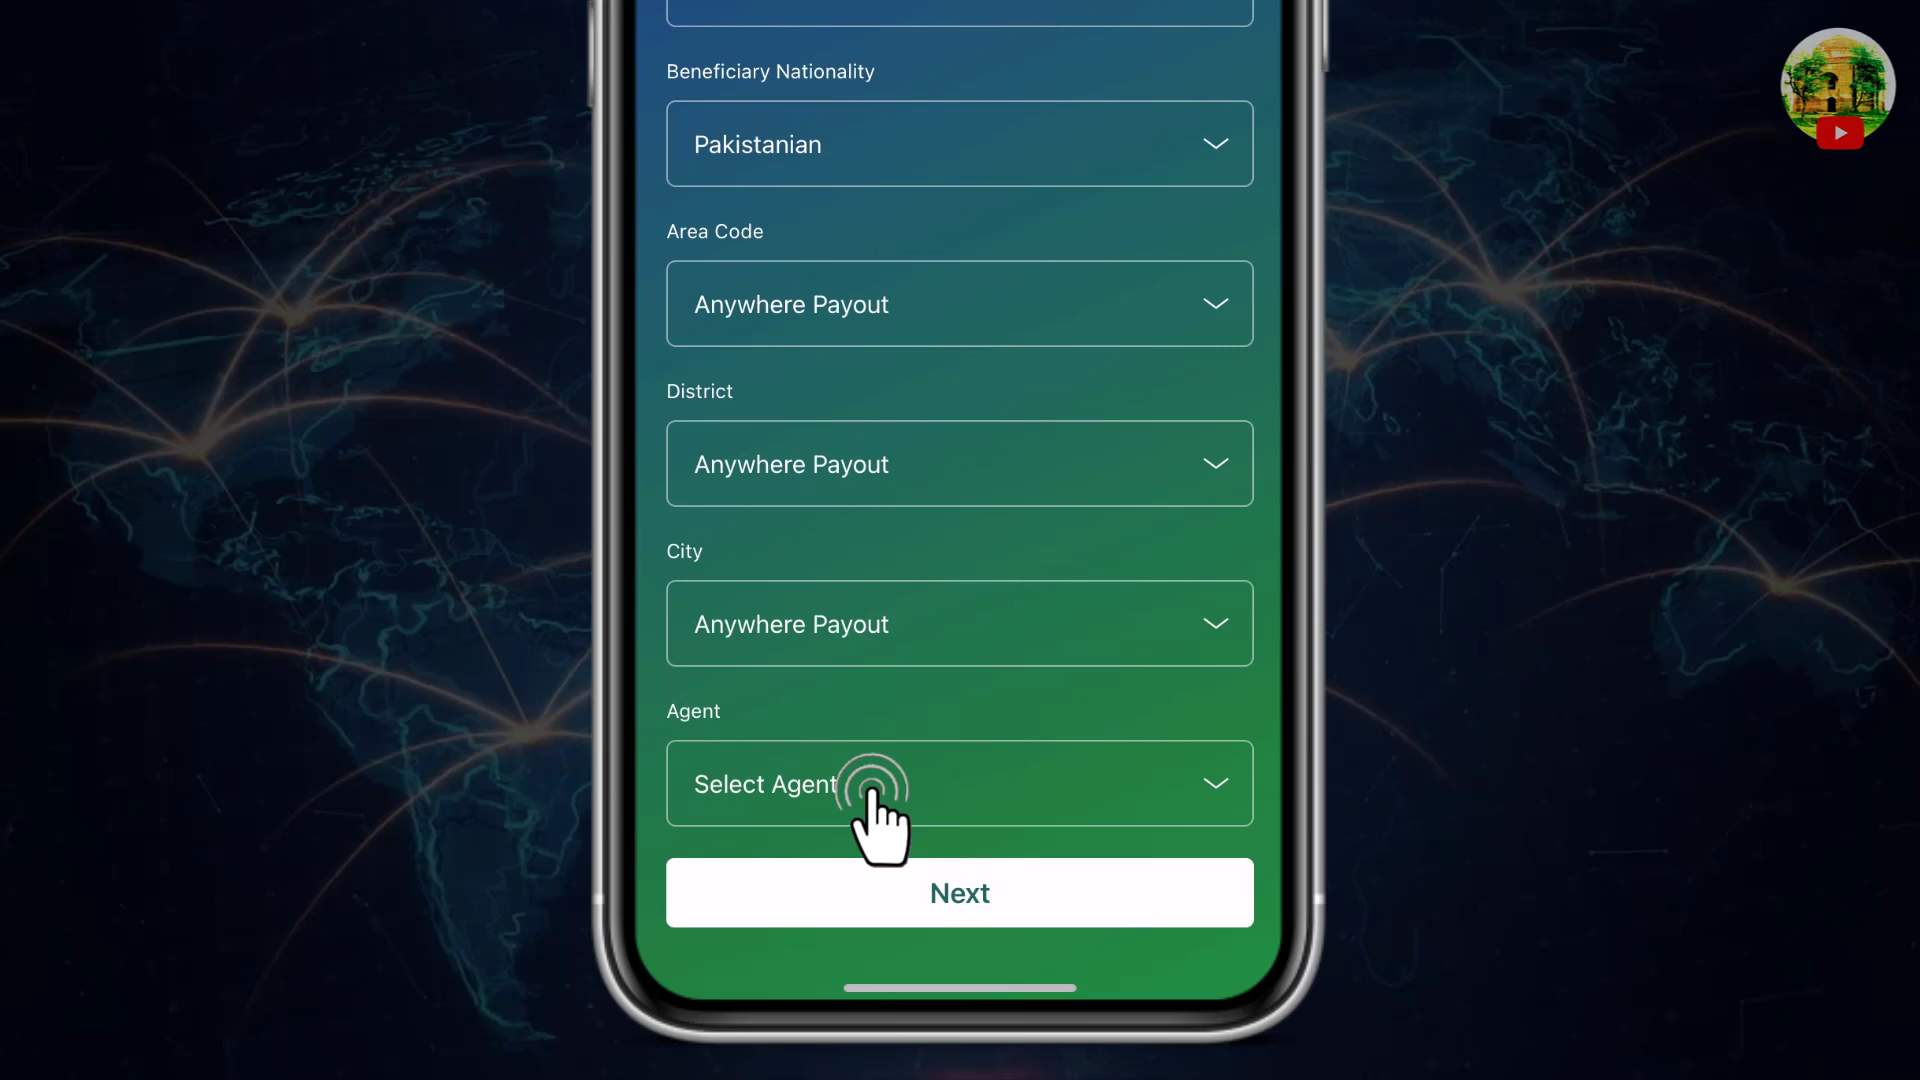 Beneficiary Nationality
Pakistanian
Area Code
Anywhere Payout
District
Anywhere Payout
City
Anywhere Payout
Agent
Select Agent
Next